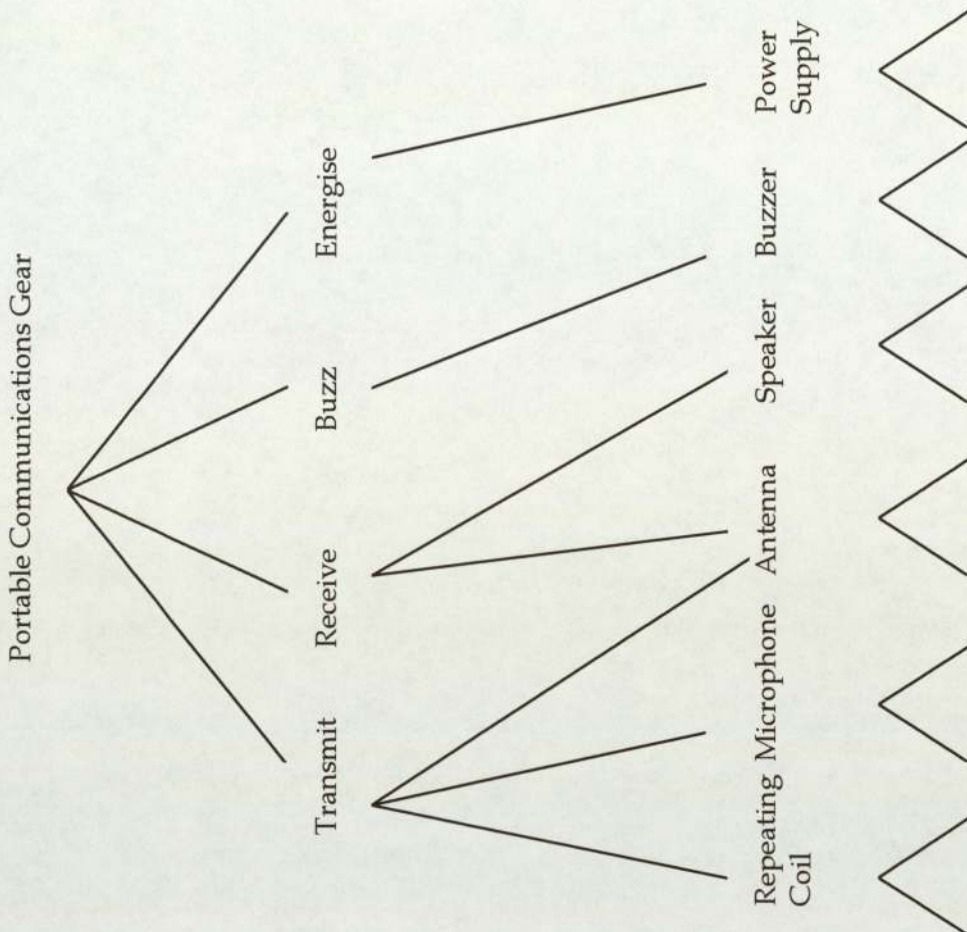 Portable Communications Gear
Transmit
Receive
Buzz
Energise
Repeating
Coil
Microphone
Antenna
Speaker
Buzzer
Power
Supply